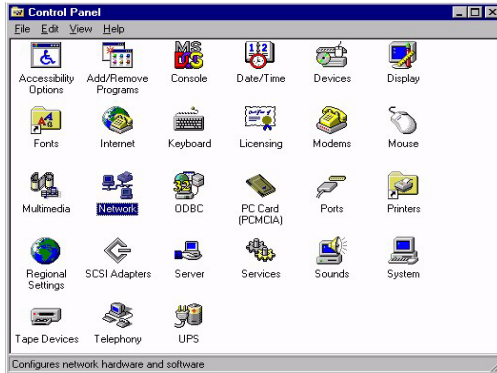 Control Panel
File Edit View Help
Accessibility Options
Add/Remove Programs
Console
Date/Time
Devices
Display
Fonts
Internet
Keyboard
Licensing
Modems
Mouse
Multimedia
Network
ODBC
PC Card (PCMCIA)
Ports
Printers
Regional Settings
SCSI Adapters
Server
Services
Sounds
System
Tape Devices
Telephony
UPS
Configures network hardware and software